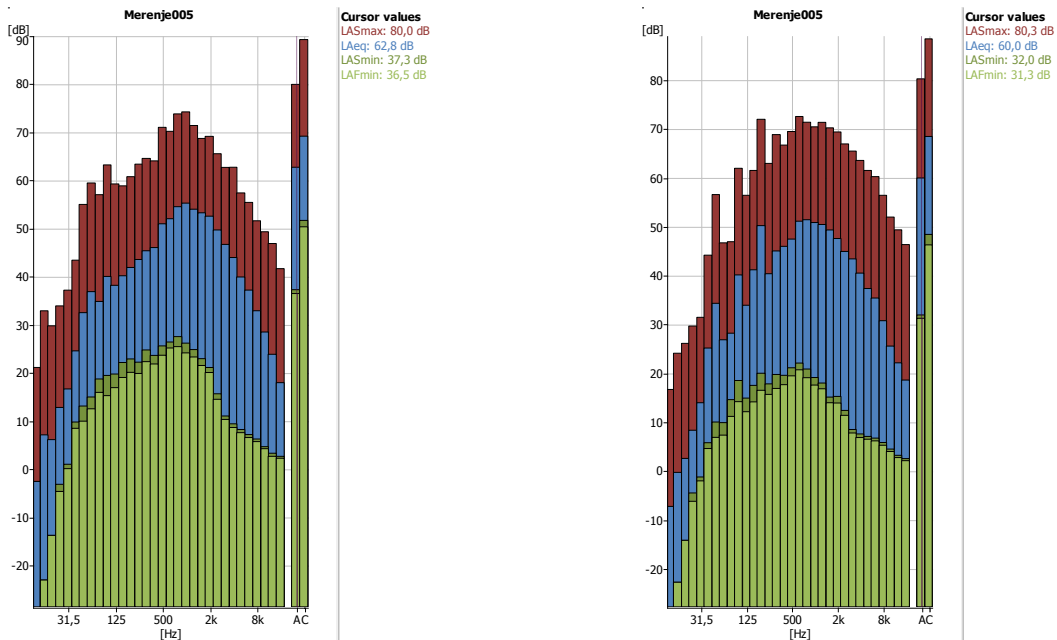 Merenje005
[dB]
90
80
70
60
50
40
30
20
10
0
-10
-20
31,5 125 500 2k 8k A C
[Hz]
Cursor values
LASmax: 80,0 dB
LAeq: 62,8 dB
LASmin: 37,3 dB
LAFmin: 36,5 dB
Merenje005
[dB]
80
70
60
50
40
30
20
10
0
-10
-20
31,5 125 500 2k 8k A C
[Hz]
Cursor values
LASmax: 80,3 dB
LAeq: 60,0 dB
LASmin: 32,0 dB
LAFmin: 31,3 dB